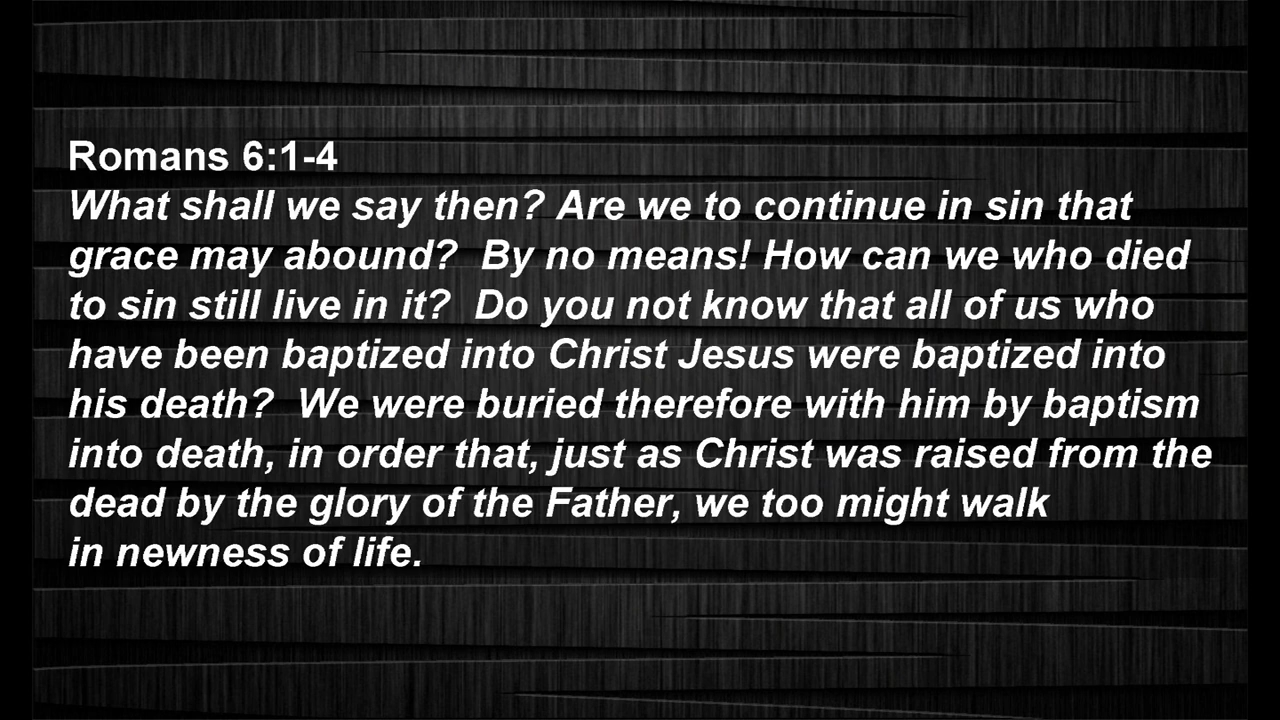 Romans 6:1-4
What shall we say then? Are we to continue in sin that
grace may abound?  By no means! How can we who died
to sin still live in it?  Do you not know that all of us who
have been baptized into Christ Jesus were baptized into
his death?  We were buried therefore with him by baptism
into death, in order that, just as Christ was raised from the
dead by the glory of the Father, we too might walk
in newness of life.